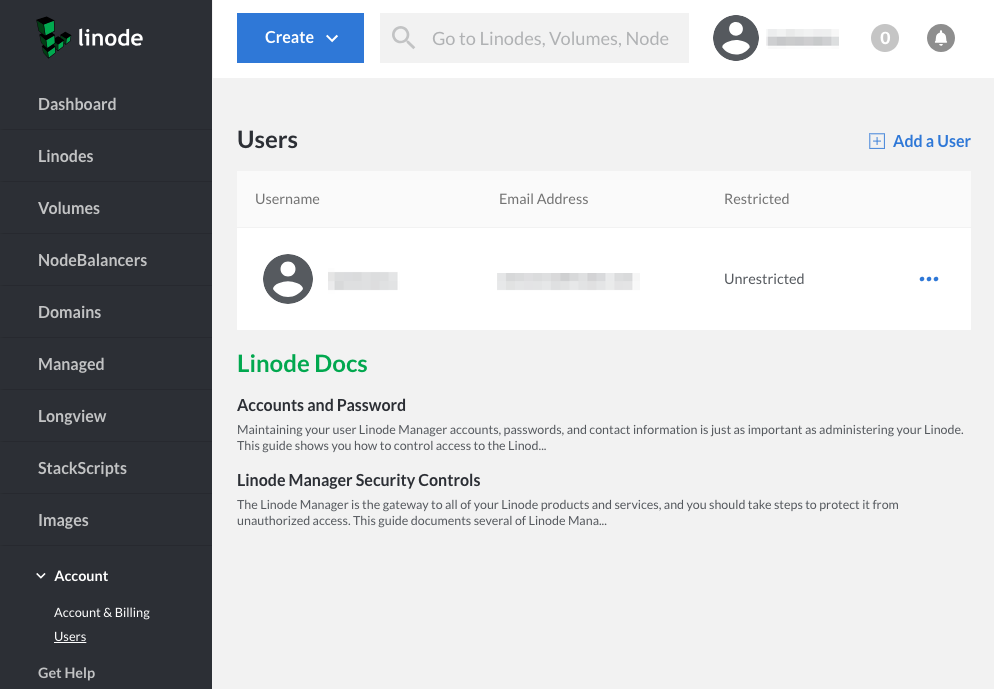 linode
Create
Go to Linodes, Volumes, Node
0
Dashboard
Linodes
Volumes
NodeBalancers
Domains
Managed
Longview
StackScripts
Images
Account
Account & Billing
Users
Get Help
Users
Add a User
Username Email Address Restricted
Unrestricted
Linode Docs
Accounts and Password
Maintaining your user Linode Manager accounts, passwords, and contact information is just as important as administering your Linode.
This guide shows you how to control access to the Linod...
Linode Manager Security Controls
The Linode Manager is the gateway to all of your Linode products and services, and you should take steps to protect it from
unauthorized access. This guide documents several of Linode Mana...